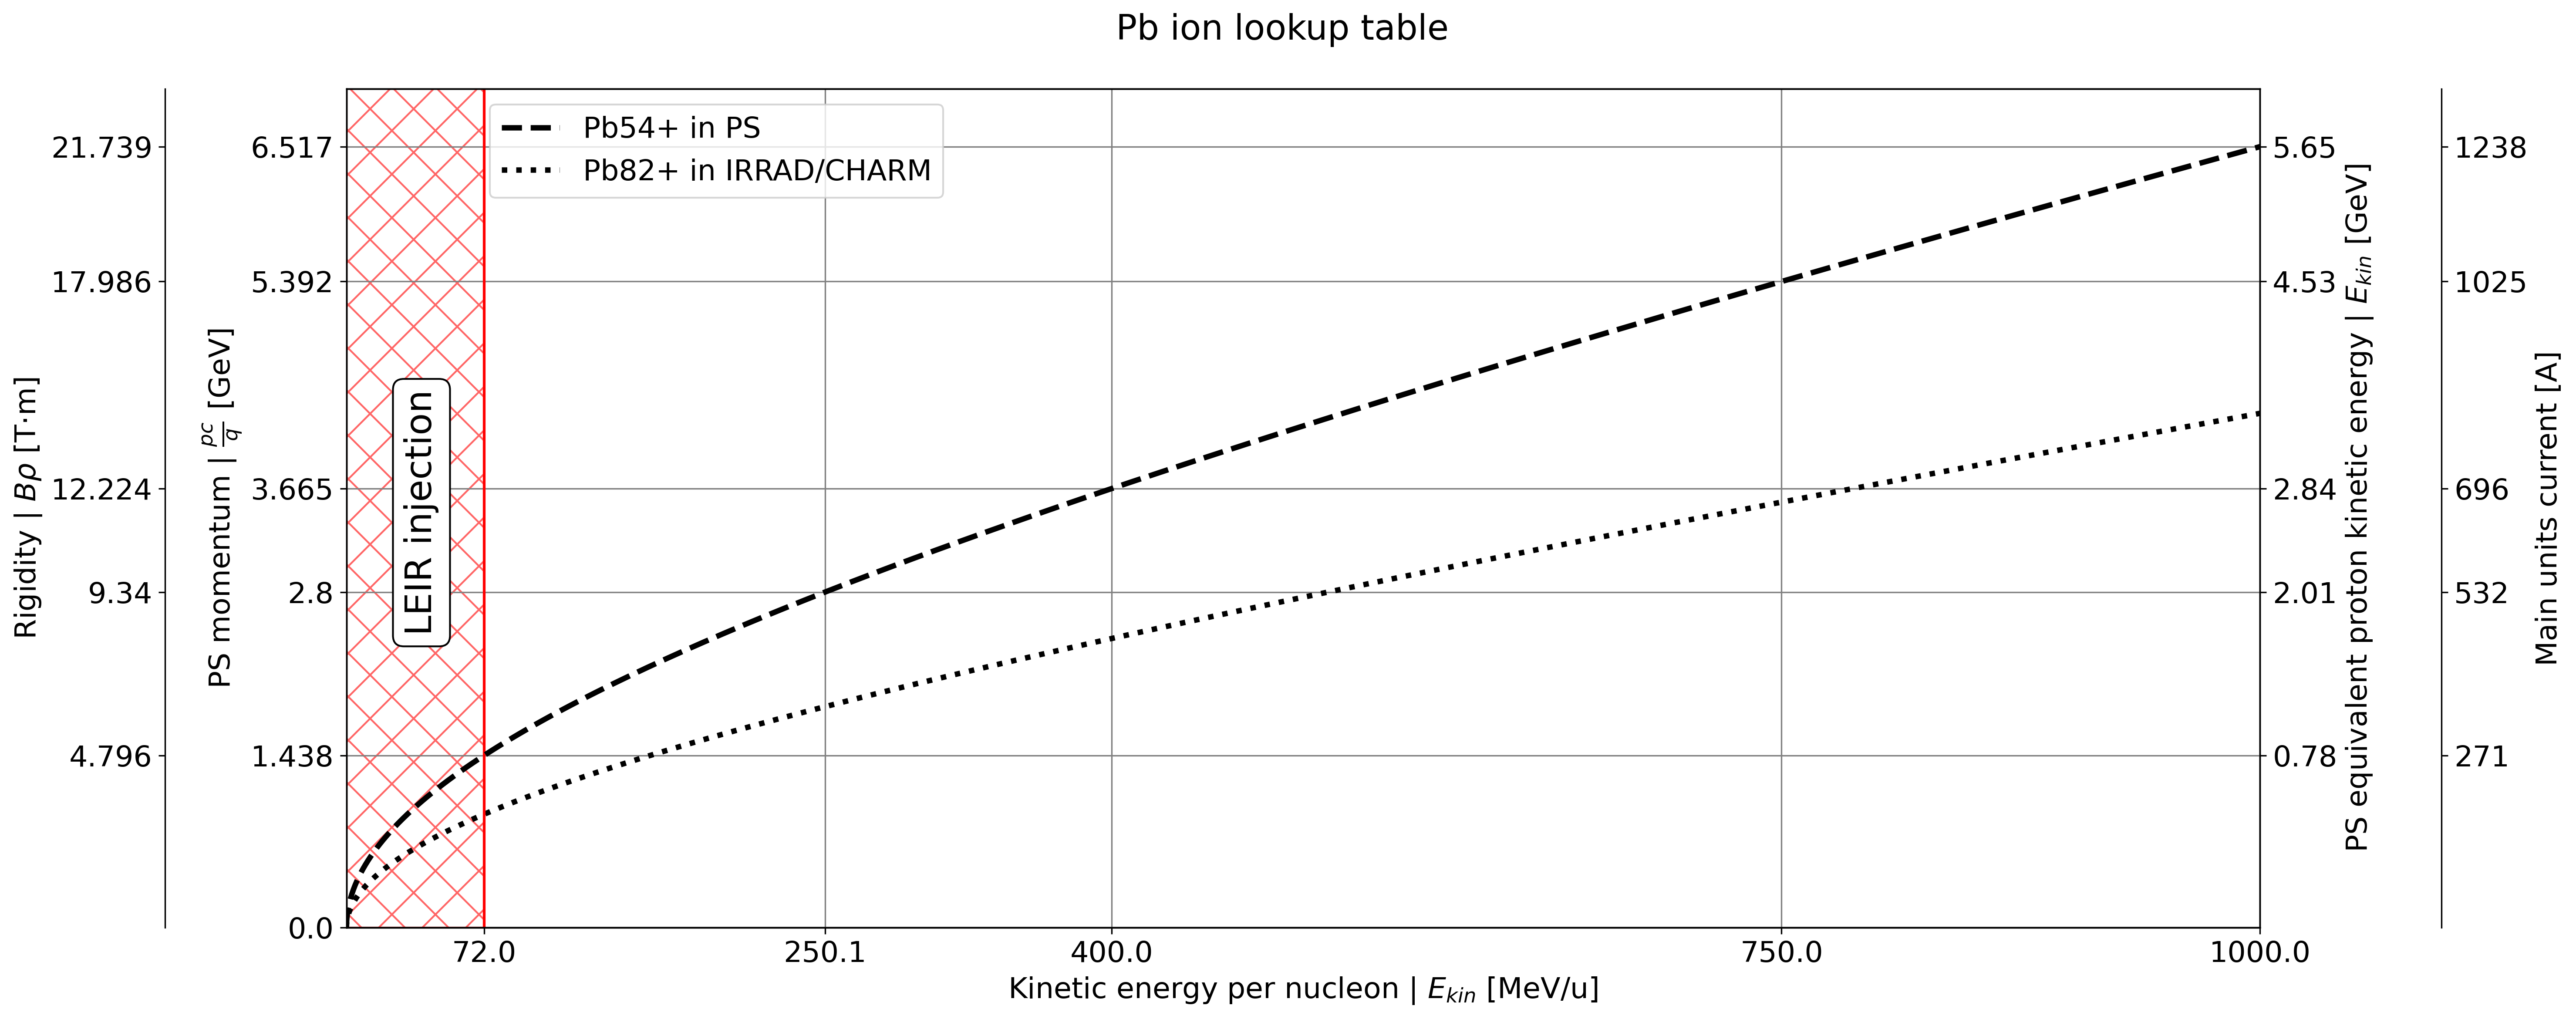 Pb ion lookup table
Rigidity | Bρ [T·m]
21.739
17.986
12.224
9.34
4.796
PS momentum | pc/q [GeV]
6.517
5.392
3.665
2.8
1.438
0.0
Pb54+ in PS
Pb82+ in IRRAD/CHARM
LEIR injection
72.0
250.1
400.0
750.0
1000.0
Kinetic energy per nucleon | Ekin [MeV/u]
5.65
4.53
2.84
2.01
0.78
PS equivalent proton kinetic energy | Ekin [GeV]
1238
1025
696
532
271
Main units current [A]